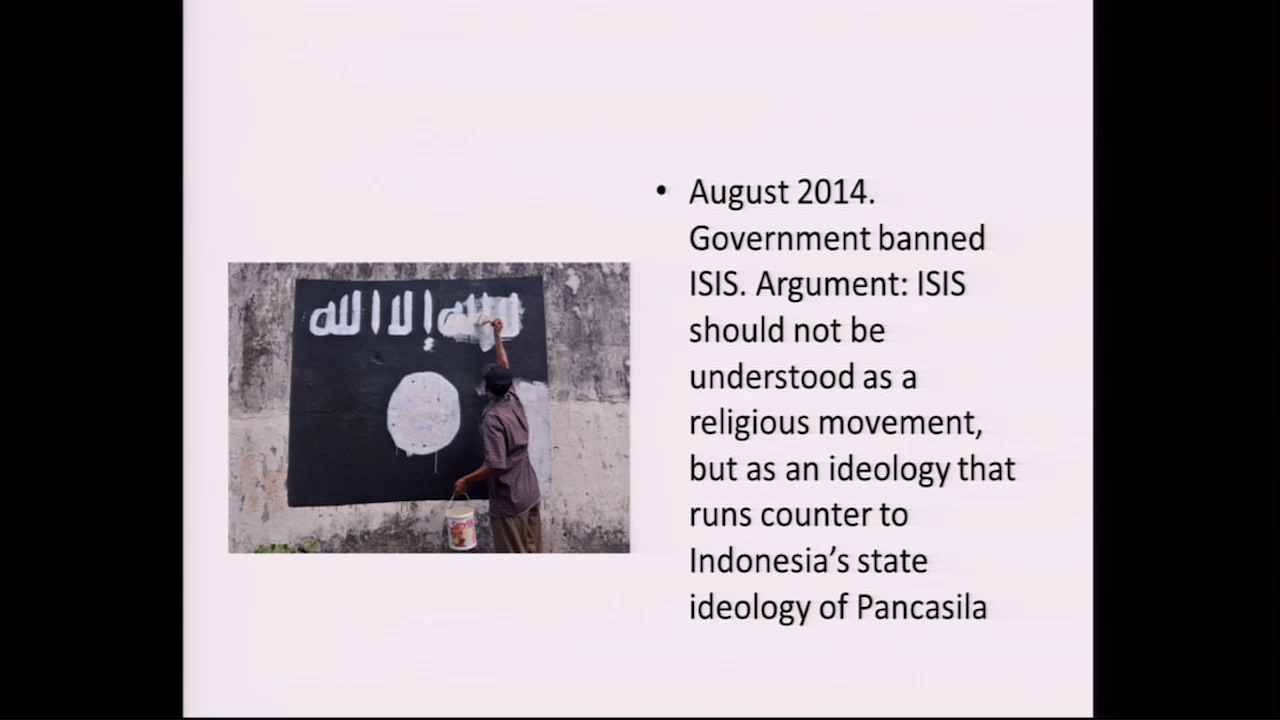 إلا الله
• August 2014.
Government banned
ISIS. Argument: ISIS
should not be
understood as a
religious movement,
but as an ideology that
runs counter to
Indonesia’s state
ideology of Pancasila